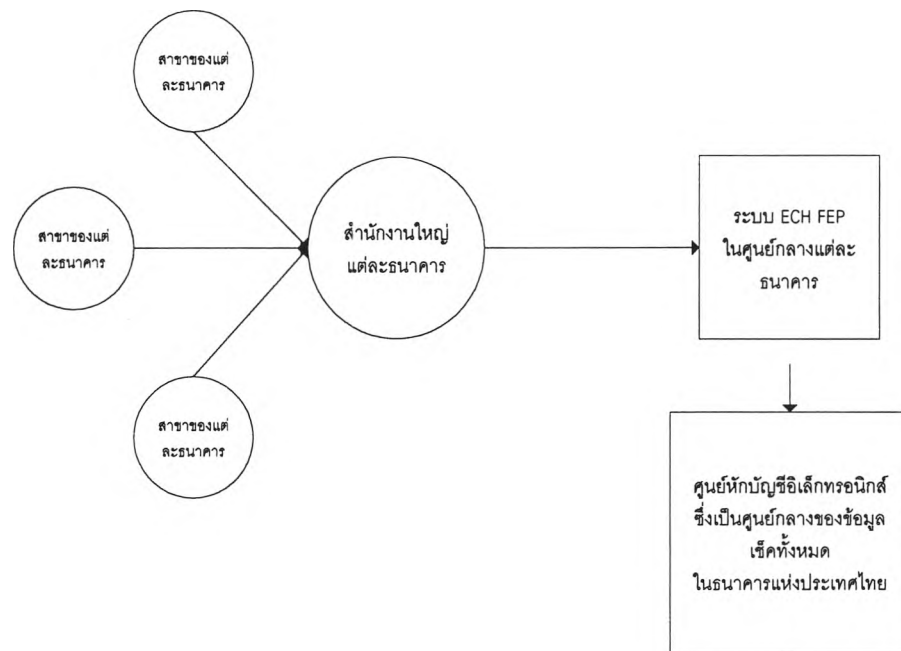 สาขาของแต่
ละธนาคาร
สาขาของแต่
ละธนาคาร
สาขาของแต่
ละธนาคาร
สำนักงานใหญ่
แต่ละธนาคาร
ระบบ ECH FEP
ในศูนย์กลางแต่ละ
ธนาคาร
ศูนย์หักบัญชีอิเล็กทรอนิกส์
ซึ่งเป็นศูนย์กลางของข้อมูล
เช็คทั้งหมด
ในธนาคารแห่งประเทศไทย